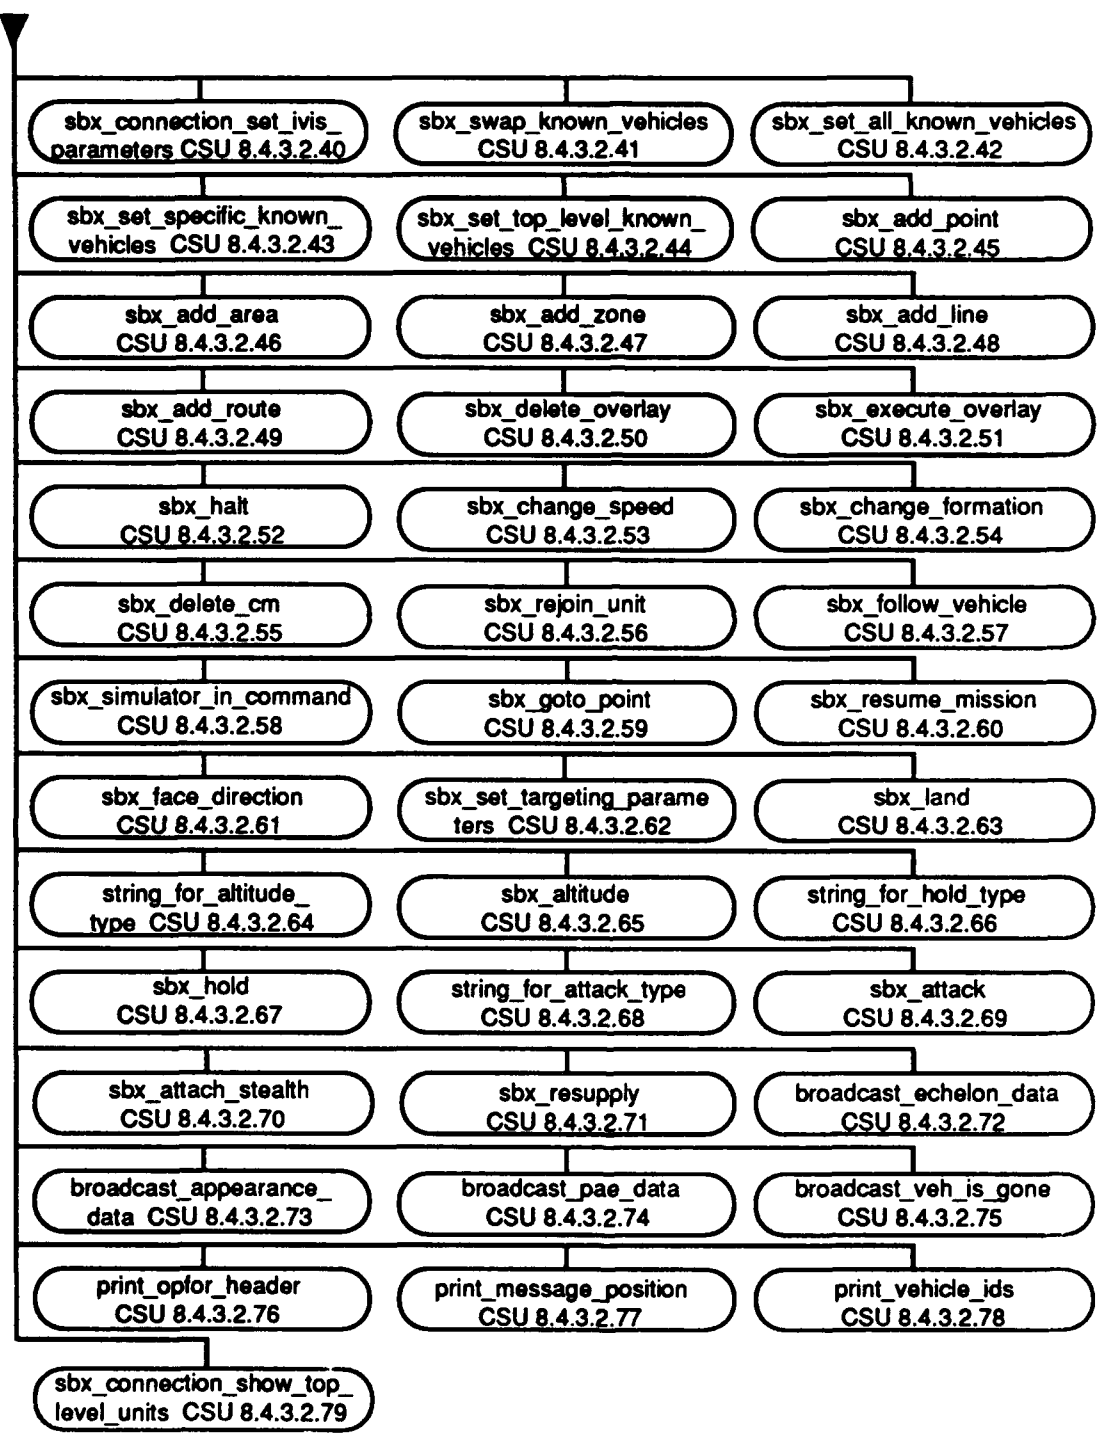 sbx_connection_set_ivis_
parameters CSU 8.4.3.2.40
sbx_swap_known_vehicles
CSU 8.4.3.2.41
sbx_set_all_known_vehicles
CSU 8.4.3.2.42
sbx_set_specific_known_
vehicles CSU 8.4.3.2.43
sbx_set_top_level_known_
vehicles CSU 8.4.3.2.44
sbx_add_point
CSU 8.4.3.2.45
sbx_add_area
CSU 8.4.3.2.46
sbx_add_zone
CSU 8.4.3.2.47
sbx_add_line
CSU 8.4.3.2.48
sbx_add_route
CSU 8.4.3.2.49
sbx_delete_overlay
CSU 8.4.3.2.50
sbx_execute_overlay
CSU 8.4.3.2.51
sbx_halt
CSU 8.4.3.2.52
sbx_change_speed
CSU 8.4.3.2.53
sbx_change_formation
CSU 8.4.3.2.54
sbx_delete_cm
CSU 8.4.3.2.55
sbx_rejoin_unit
CSU 8.4.3.2.56
sbx_follow_vehicle
CSU 8.4.3.2.57
sbx_simulator_in_command
CSU 8.4.3.2.58
sbx_goto_point
CSU 8.4.3.2.59
sbx_resume_mission
CSU 8.4.3.2.60
sbx_face_direction
CSU 8.4.3.2.61
sbx_set_targeting_parame
ters CSU 8.4.3.2.62
sbx_land
CSU 8.4.3.2.63
string_for_altitude_
type CSU 8.4.3.2.64
sbx_altitude
CSU 8.4.3.2.65
string_for_hold_type
CSU 8.4.3.2.66
sbx_hold
CSU 8.4.3.2.67
string_for_attack_type
CSU 8.4.3.2.68
sbx_attack
CSU 8.4.3.2.69
sbx_attach_stealth
CSU 8.4.3.2.70
sbx_resupply
CSU 8.4.3.2.71
broadcast_echelon_data
CSU 8.4.3.2.72
broadcast_appearance_
data CSU 8.4.3.2.73
broadcast_pae_data
CSU 8.4.3.2.74
broadcast_veh_is_gone
CSU 8.4.3.2.75
print_opfor_header
CSU 8.4.3.2.76
print_message_position
CSU 8.4.3.2.77
print_vehicle_ids
CSU 8.4.3.2.78
sbx_connection_show_top_
level_units CSU 8.4.3.2.79